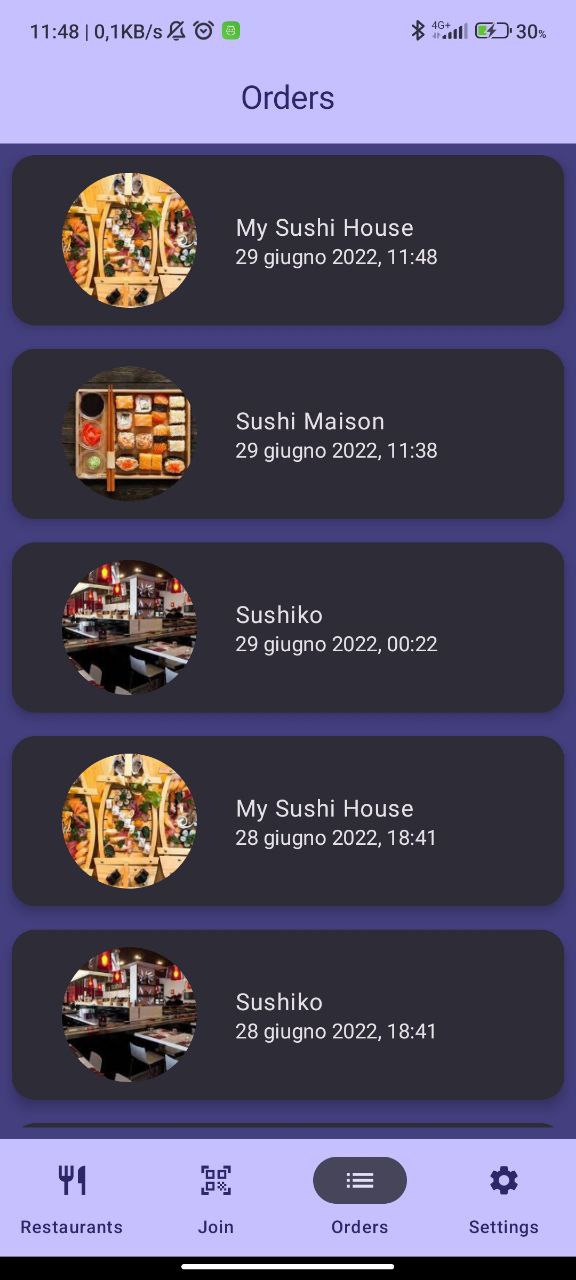 11:48 | 0,1KB/s 4G+ 30%
Orders
My Sushi House
29 giugno 2022, 11:48
Sushi Maison
29 giugno 2022, 11:38
Sushiko
29 giugno 2022, 00:22
My Sushi House
28 giugno 2022, 18:41
Sushiko
28 giugno 2022, 18:41
Restaurants Join Orders Settings